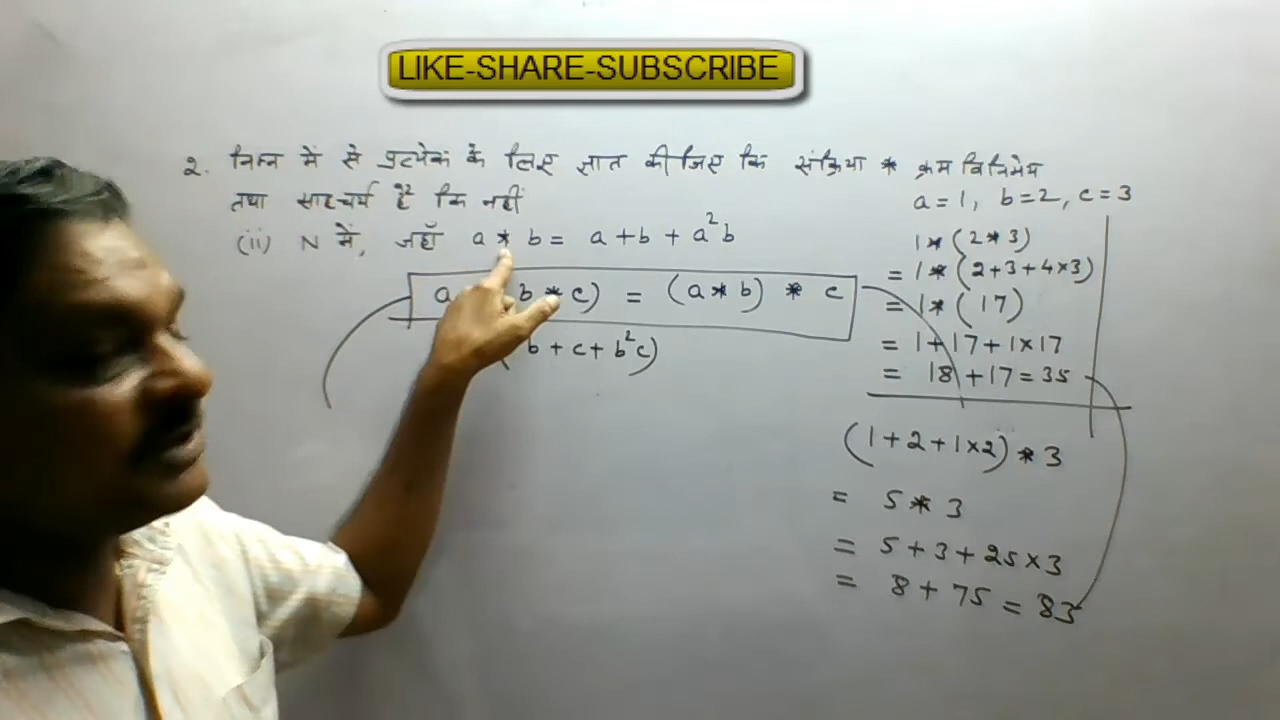 LIKE-SHARE-SUBSCRIBE
2. निम्न में से प्रत्येक के लिए ज्ञात कीजिए कि संक्रिया * क्रम विनिमेय
तथा साहचर्य है कि नहीं
(ii) N में, जहाँ a * b = a + b + a²b
a b * c) = (a * b) * c
( b + c + b²c)
a = 1, b = 2, c = 3
1 * (2 * 3)
= 1 * (2+3+4×3)
= 1 * (17)
= 1+17+1×17
= 18+17 = 35
(1+2+1×2) * 3
= 5 * 3
= 5+3+25×3
= 8+75 = 83